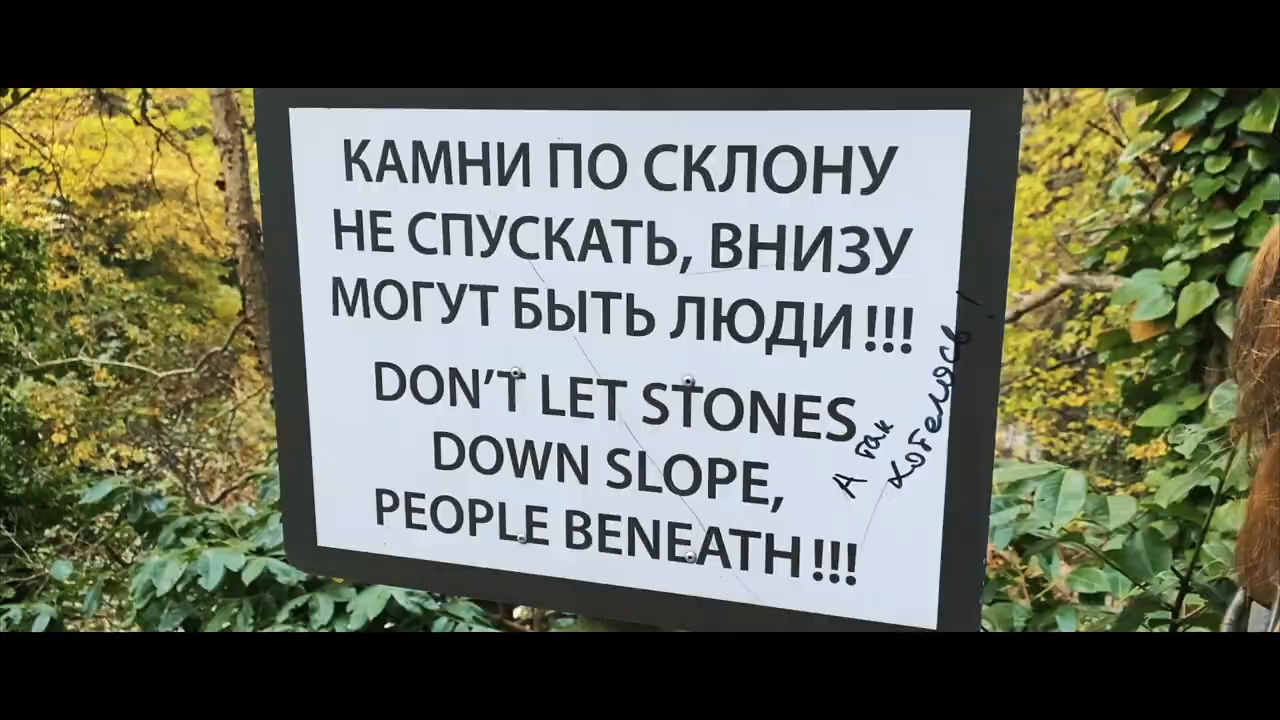 КАМНИ ПО СКЛОНУ
НЕ СПУСКАТЬ, ВНИЗУ
МОГУТ БЫТЬ ЛЮДИ!!!
DON'T LET STONES
DOWN SLOPE,
PEOPLE BENEATH!!!
А так
хотелось!